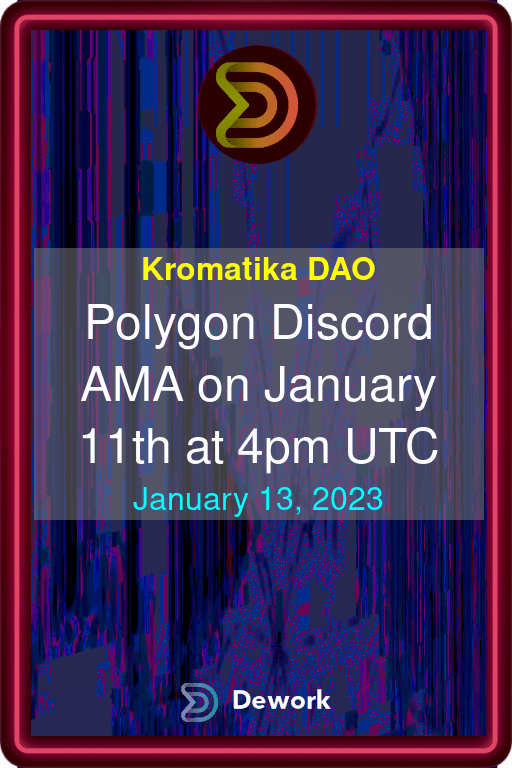 Kromatika DAO
Polygon Discord
AMA on January
11th at 4pm UTC
January 13, 2023
Dework